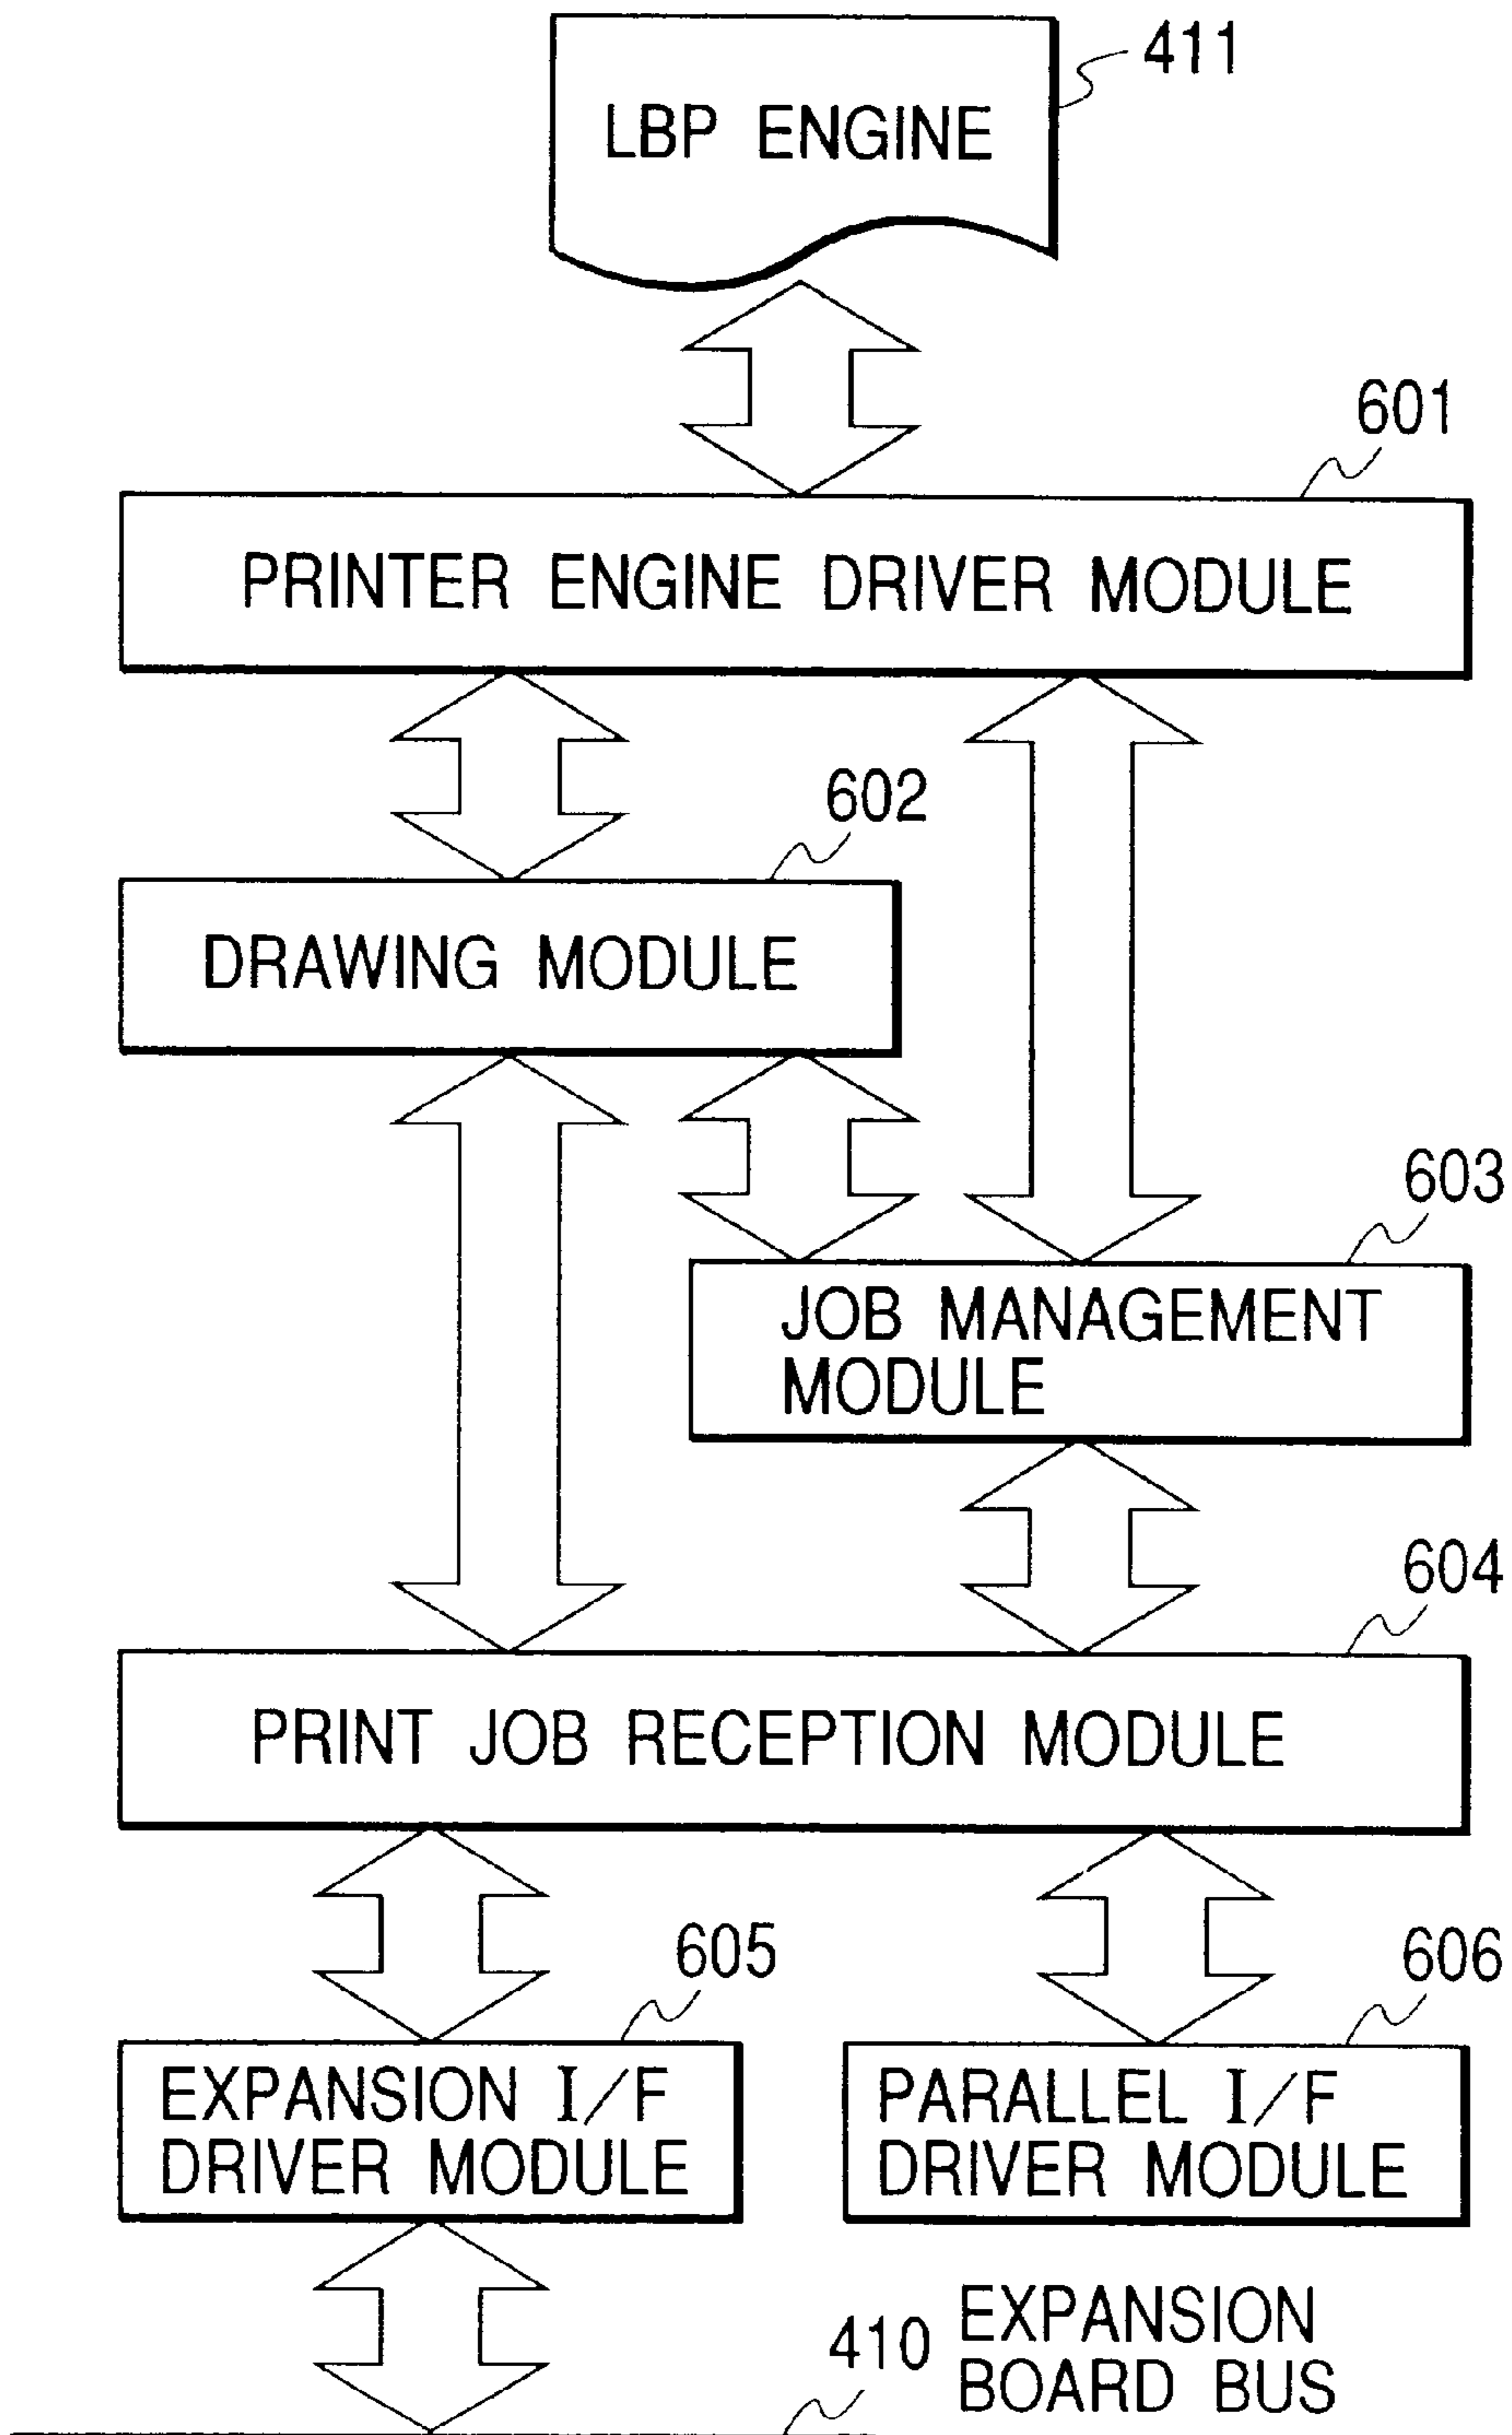 411
LBP ENGINE
601
PRINTER ENGINE DRIVER MODULE
602
DRAWING MODULE
603
JOB MANAGEMENT
MODULE
604
PRINT JOB RECEPTION MODULE
605
EXPANSION I/F
DRIVER MODULE
606
PARALLEL I/F
DRIVER MODULE
410
EXPANSION
BOARD BUS